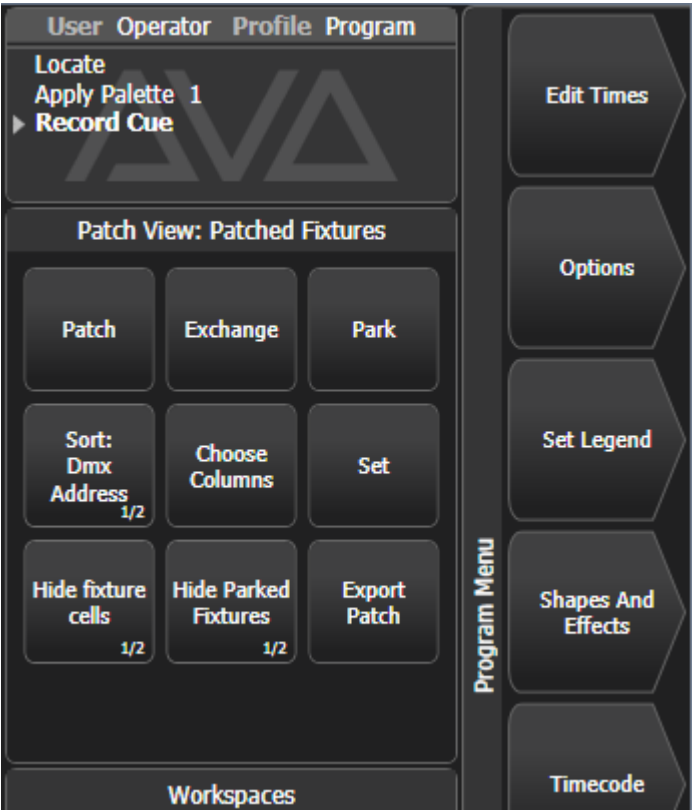 User Operator Profile Program
Locate
Apply Palette 1
Record Cue
AVA
Patch View: Patched Fixtures
Patch
Exchange
Park
Sort:
Dmx
Address
1/2
Choose
Columns
Set
Hide fixture
cells
1/2
Hide Parked
Fixtures
1/2
Export
Patch
Workspaces
Program Menu
Edit Times
Options
Set Legend
Shapes And
Effects
Timecode